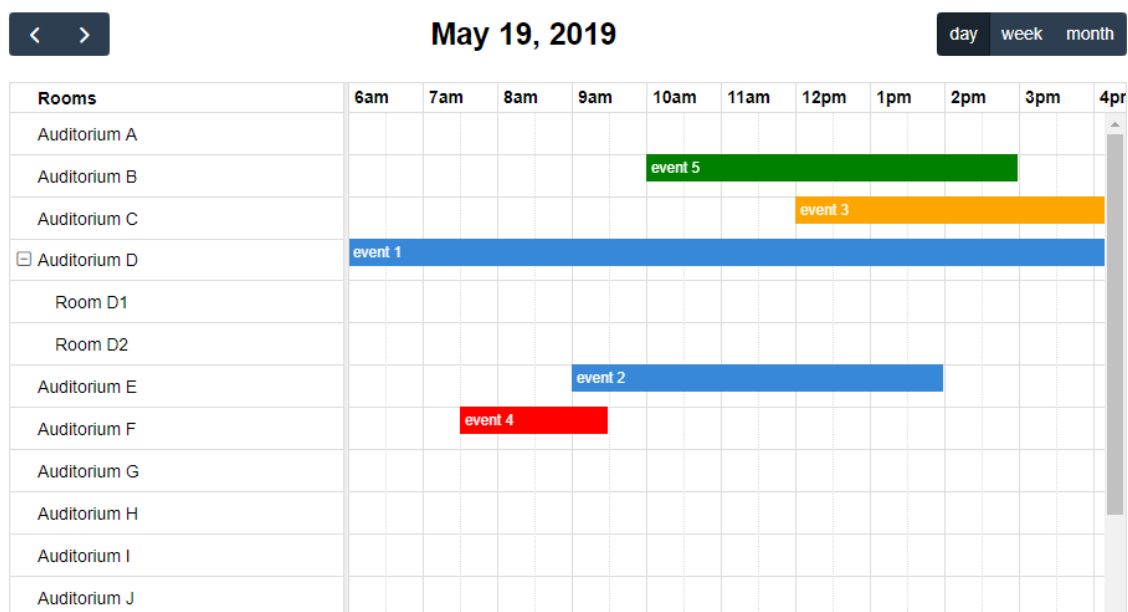 May 19, 2019
day week month
Rooms 6am 7am 8am 9am 10am 11am 12pm 1pm 2pm 3pm 4pr
Auditorium A
Auditorium B event 5
Auditorium C event 3
Auditorium D event 1
Room D1
Room D2
Auditorium E event 2
Auditorium F event 4
Auditorium G
Auditorium H
Auditorium I
Auditorium J